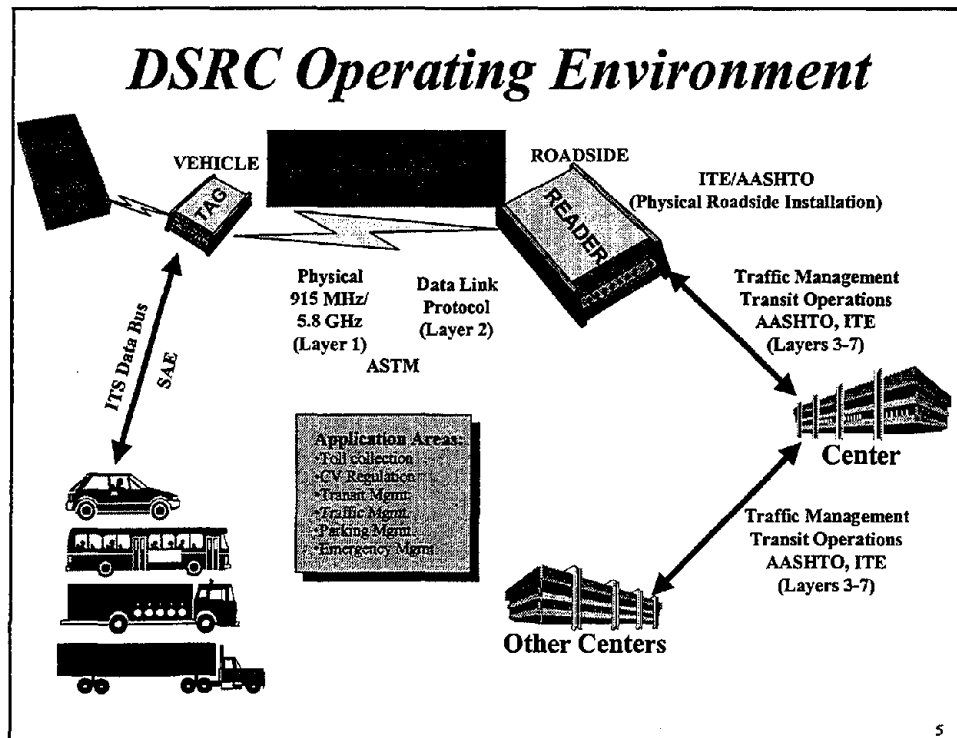 DSRC Operating Environment
VEHICLE
TAG
ROADSIDE
READER
ITE/AASHTO
(Physical Roadside Installation)
Physical
915 MHz/
5.8 GHz
(Layer 1)
Data Link
Protocol
(Layer 2)
ASTM
Traffic Management
Transit Operations
AASHTO, ITE
(Layers 3-7)
ITS Data Bus
SAE
Application Areas:
•Toll collection
•CV Regulation
•Transit Mgmt
•Traffic Mgmt
•Parking Mgmt
•Emergency Mgmt
Center
Traffic Management
Transit Operations
AASHTO, ITE
(Layers 3-7)
Other Centers
5